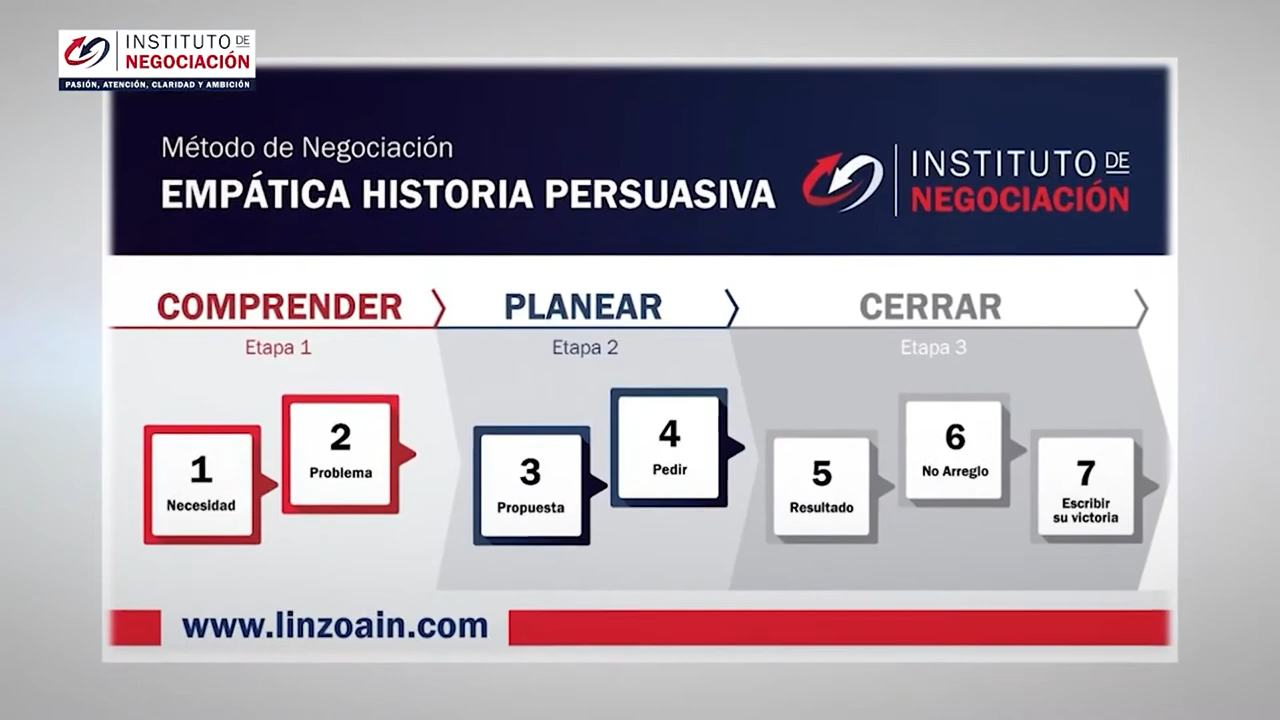 INSTITUTO DE
NEGOCIACIÓN
PASIÓN, ATENCIÓN, CLARIDAD Y AMBICIÓN
Método de Negociación
EMPÁTICA HISTORIA PERSUASIVA
INSTITUTO DE
NEGOCIACIÓN
COMPRENDER
Etapa 1
PLANEAR
Etapa 2
CERRAR
Etapa 3
1
Necesidad
2
Problema
3
Propuesta
4
Pedir
5
Resultado
6
No Arreglo
7
Escribir
su victoria
www.linzoain.com